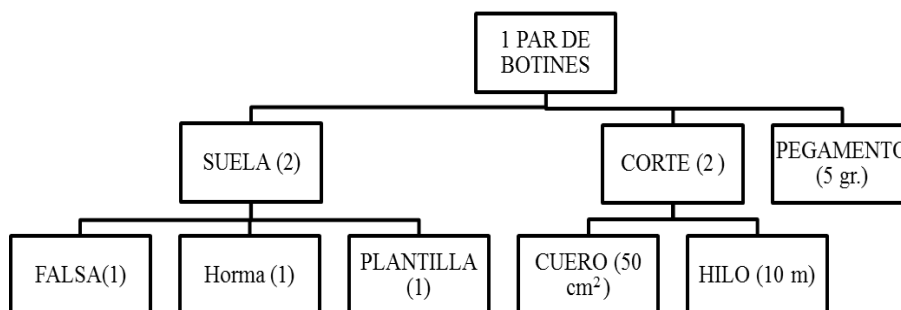 1 PAR DE
BOTINES
SUELA (2)
CORTE (2 )
PEGAMENTO
(5 gr.)
FALSA(1)
Horma (1)
PLANTILLA
(1)
CUERO (50
cm²)
HILO (10 m)